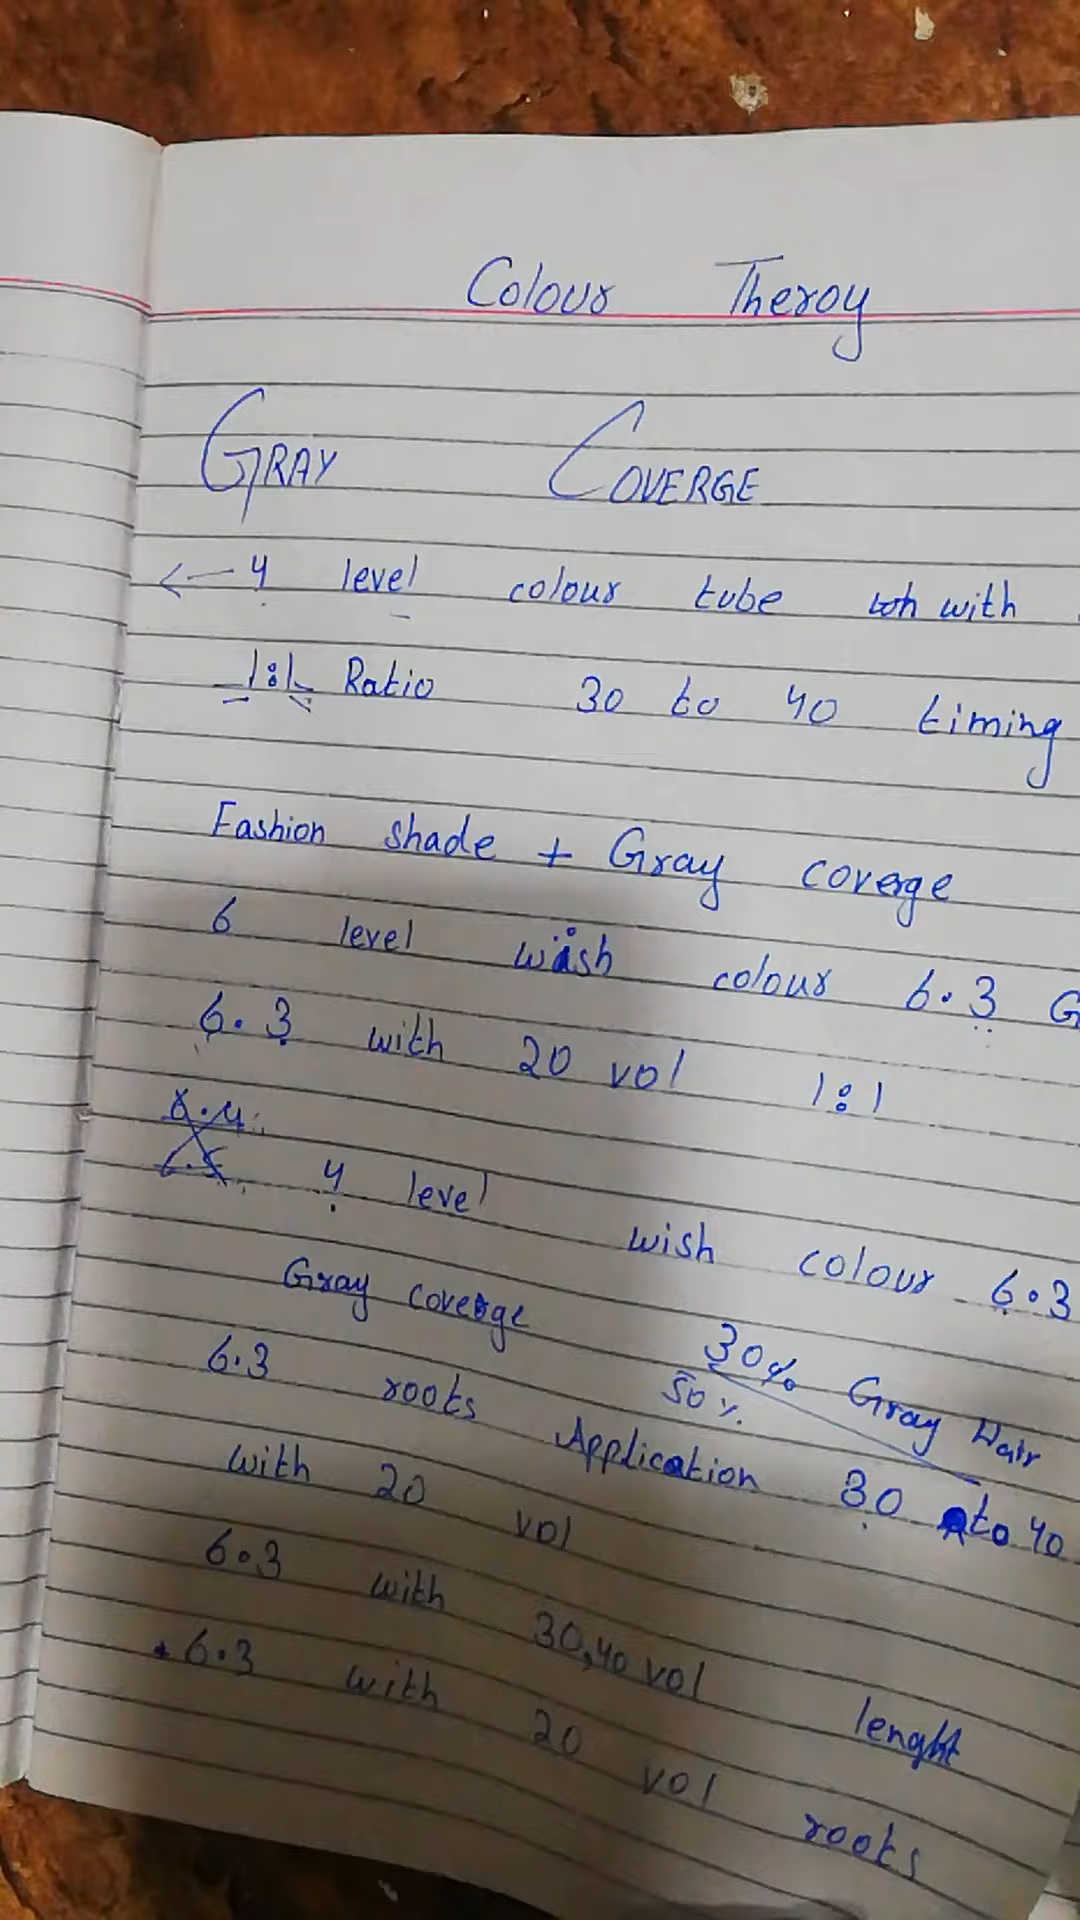 Colour Theroy
GRAY COVERGE
4 level colour tube with
1:1 Ratio 30 to 40 timing
Fashion shade + Gray coverge
6 level wish colour 6.3 G
6.3 with 20 vol 1:1
4 level wish colour 6.3
Gray coverge 30% Gray Hair
50%
6.3 roots Application 30 to 40
with 20 vol
6.3 with 30,40 vol lenght
6.3 with 20 vol roots